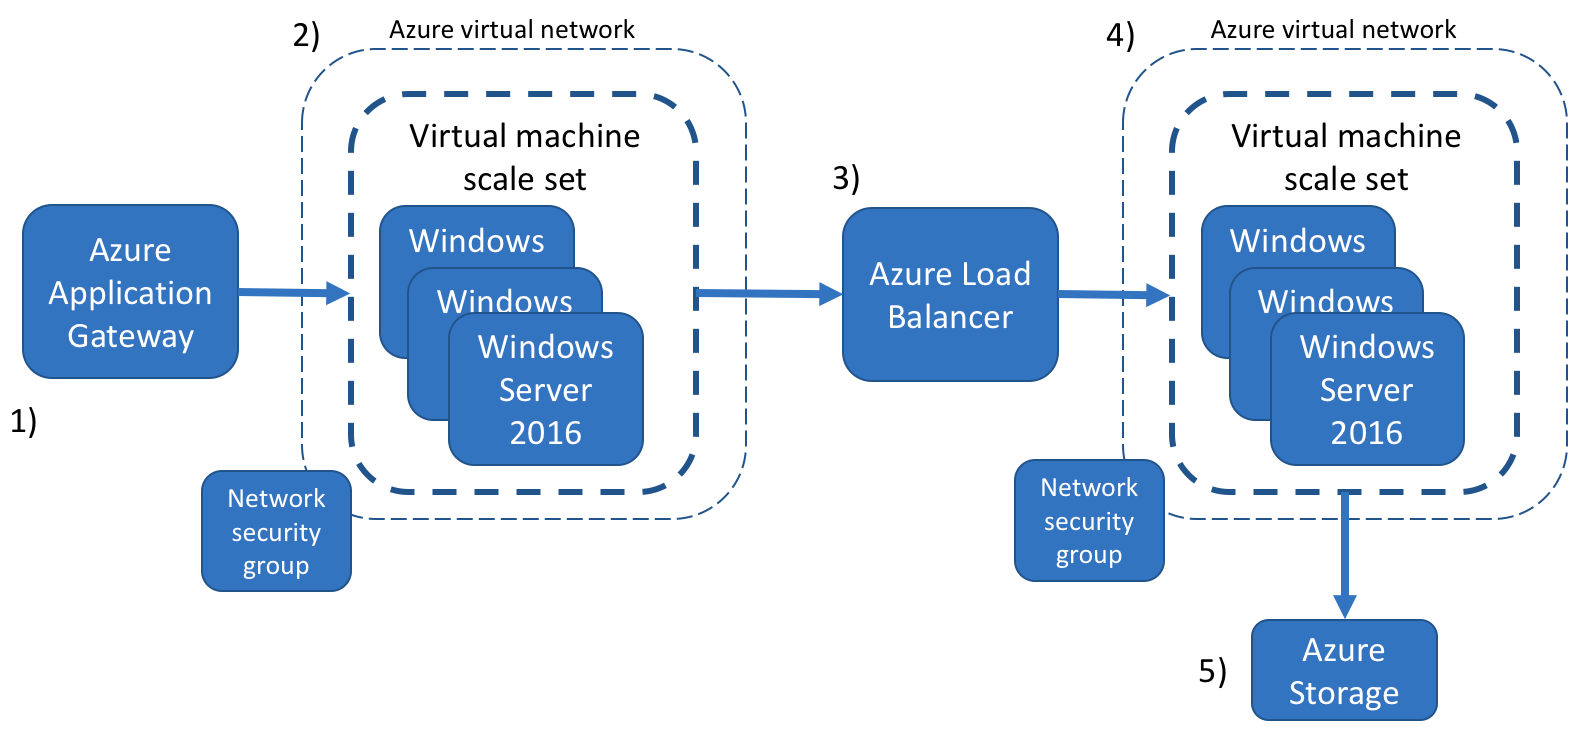 2)
Azure virtual network
4)
Azure virtual network
Virtual machine
scale set
Virtual machine
scale set
3)
Azure
Application
Gateway
Windows
Windows
Windows
Server
2016
Azure Load
Balancer
Windows
Windows
Windows
Server
2016
1)
Network
security
group
Network
security
group
5)
Azure
Storage